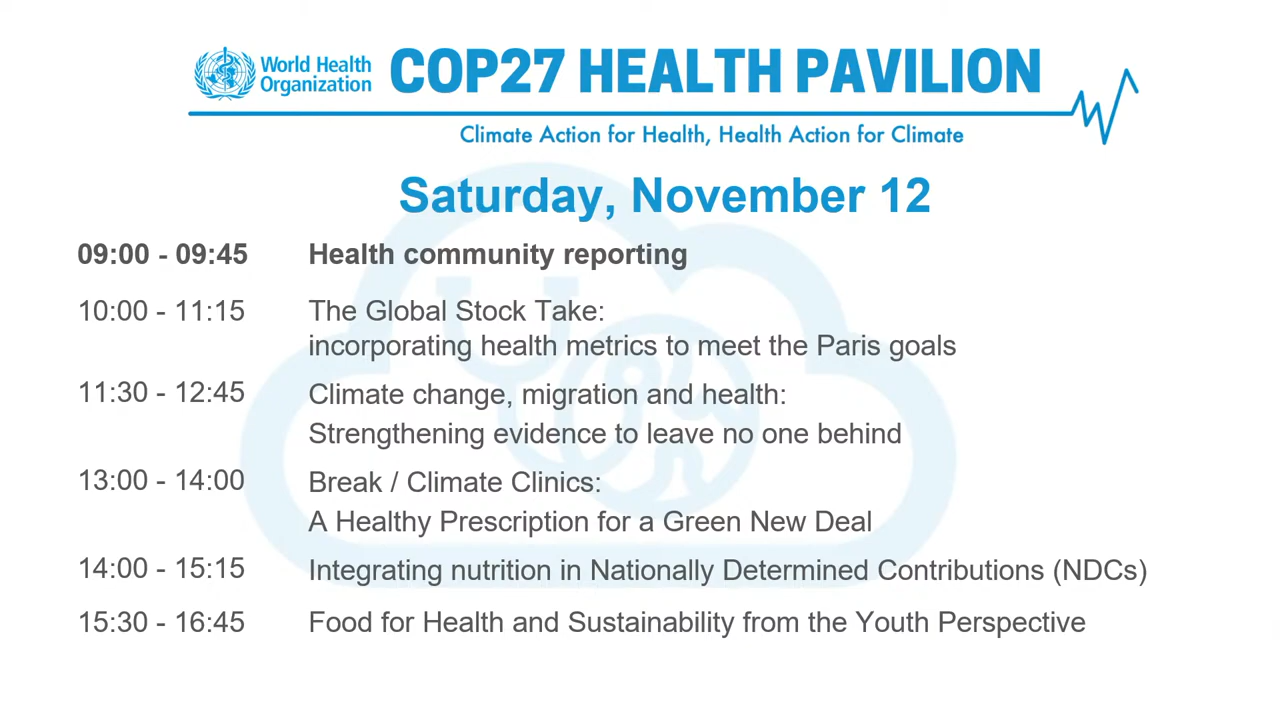 World Health
Organization
COP27 HEALTH PAVILION
Climate Action for Health, Health Action for Climate
Saturday, November 12
09:00 - 09:45 Health community reporting
10:00 - 11:15 The Global Stock Take:
incorporating health metrics to meet the Paris goals
11:30 - 12:45 Climate change, migration and health:
Strengthening evidence to leave no one behind
13:00 - 14:00 Break / Climate Clinics:
A Healthy Prescription for a Green New Deal
14:00 - 15:15 Integrating nutrition in Nationally Determined Contributions (NDCs)
15:30 - 16:45 Food for Health and Sustainability from the Youth Perspective